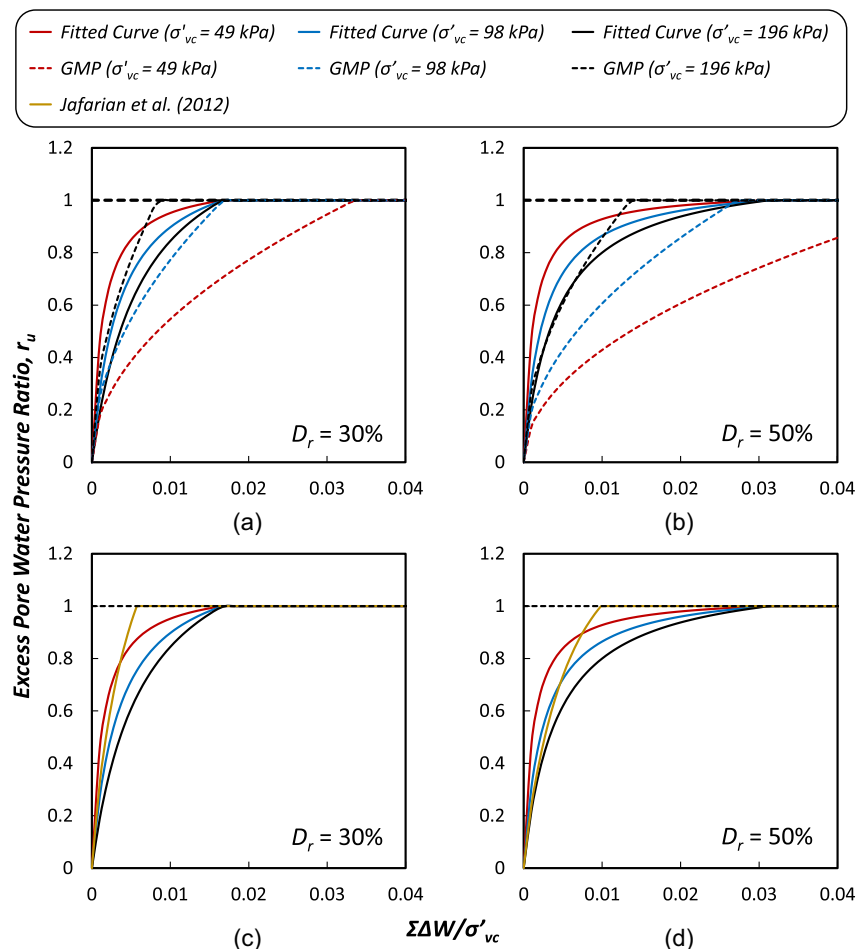 Fitted Curve (σ'vc = 49 kPa) Fitted Curve (σ'vc = 98 kPa) Fitted Curve (σ'vc = 196 kPa)
GMP (σ'vc = 49 kPa) GMP (σ'vc = 98 kPa) GMP (σ'vc = 196 kPa)
Jafarian et al. (2012)
Excess Pore Water Pressure Ratio, ru
1.2
1
0.8
0.6
0.4
0.2
0
Dr = 30%
0 0.01 0.02 0.03 0.04
(a)
1.2
1
0.8
0.6
0.4
0.2
0
Dr = 50%
0 0.01 0.02 0.03 0.04
(b)
1.2
1
0.8
0.6
0.4
0.2
0
Dr = 30%
0 0.01 0.02 0.03 0.04
(c)
1.2
1
0.8
0.6
0.4
0.2
0
Dr = 50%
0 0.01 0.02 0.03 0.04
(d)
ΣΔW/σ'vc